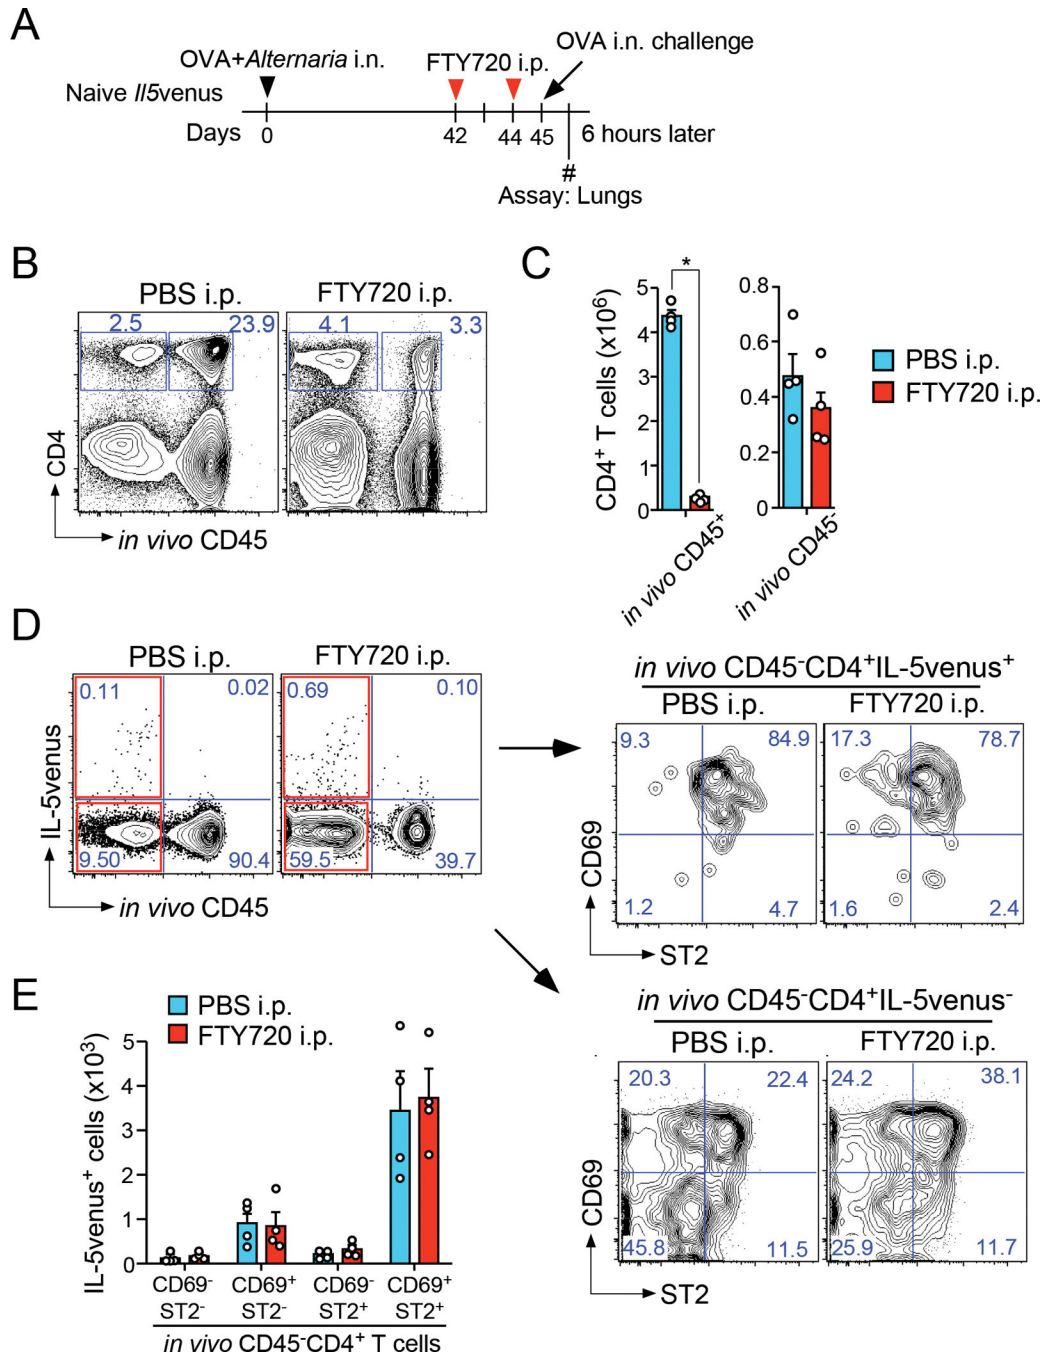 A
OVA+Alternaria i.n.
FTY720 i.p.
OVA i.n. challenge
Naive Il5venus
Days
0
42
44
45
6 hours later
#
Assay: Lungs
B
PBS i.p.
FTY720 i.p.
2.5
23.9
4.1
3.3
CD4
in vivo CD45
C
CD4+ T cells (x10⁶)
5
4
3
2
1
0
*
0.8
0.6
0.4
0.2
0
in vivo CD45⁺
in vivo CD45⁻
PBS i.p.
FTY720 i.p.
D
PBS i.p.
FTY720 i.p.
0.11
0.02
0.69
0.10
9.50
90.4
59.5
39.7
IL-5venus
in vivo CD45
in vivo CD45⁻CD4⁺IL-5venus⁺
PBS i.p.
FTY720 i.p.
9.3
84.9
17.3
78.7
1.2
4.7
1.6
2.4
CD69
ST2
in vivo CD45⁻CD4⁺IL-5venus⁻
PBS i.p.
FTY720 i.p.
20.3
22.4
24.2
38.1
45.8
11.5
25.9
11.7
CD69
ST2
E
PBS i.p.
FTY720 i.p.
IL-5venus⁺ cells (x10³)
5
4
3
2
1
0
CD69⁻
ST2⁻
CD69⁺
ST2⁻
CD69⁻
ST2⁺
CD69⁺
ST2⁺
in vivo CD45⁻CD4⁺ T cells